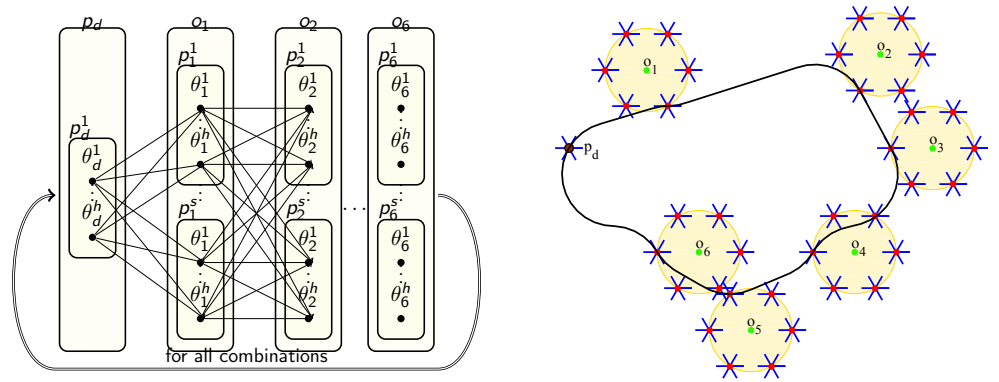 p_d o_1 o_2 o_6
p_1^1 p_2^1 p_6^1
θ_1^1 θ_2^1 θ_6^1
p_d^1 θ_1^h θ_2^h θ_6^h
θ_d^1
θ_d^h p_1^s p_2^s p_6^s
θ_1^1 θ_2^1 θ_6^1
θ_1^h θ_2^h θ_6^h
for all combinations
o_1
o_2
p_d
o_3
o_6
o_4
o_5